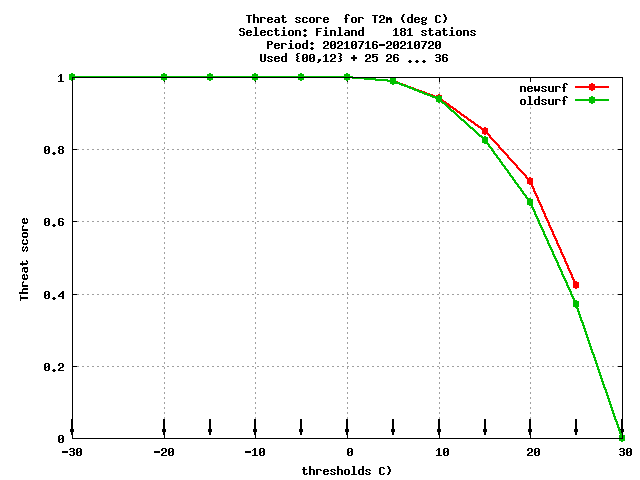 Threat score  for T2m (deg C)
Selection: Finland    181 stations
Period: 20210716-20210720
Used {00,12} + 25 26 ... 36
newsurf
oldsurf
1
0.8
0.6
0.4
0.2
0
Threat score
-30 -20 -10 0 10 20 30
thresholds C)